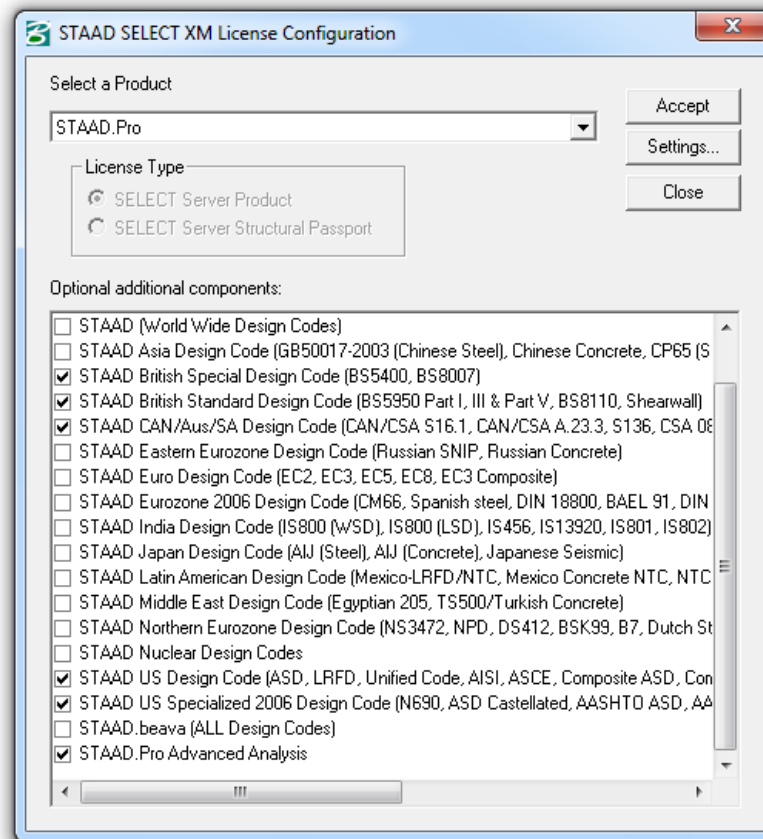 STAAD SELECT XM License Configuration
Select a Product
STAAD.Pro
Accept
Settings...
Close
License Type
SELECT Server Product
SELECT Server Structural Passport
Optional additional components:
STAAD (World Wide Design Codes)
STAAD Asia Design Code (GB50017-2003 (Chinese Steel), Chinese Concrete, CP65 (S
STAAD British Special Design Code (BS5400, BS8007)
STAAD British Standard Design Code (BS5950 Part I, III & Part V, BS8110, Shearwall)
STAAD CAN/Aus/SA Design Code (CAN/CSA S16.1, CAN/CSA A.23.3, S136, CSA 08
STAAD Eastern Eurozone Design Code (Russian SNIP, Russian Concrete)
STAAD Euro Design Code (EC2, EC3, EC5, EC8, EC3 Composite)
STAAD Eurozone 2006 Design Code (CM66, Spanish steel, DIN 18800, BAEL 91, DIN
STAAD India Design Code (IS800 (WSD), IS800 (LSD), IS456, IS13920, IS801, IS802)
STAAD Japan Design Code (AIJ (Steel), AIJ (Concrete), Japanese Seismic)
STAAD Latin American Design Code (Mexico-LRFD/NTC, Mexico Concrete NTC, NTC
STAAD Middle East Design Code (Egyptian 205, TS500/Turkish Concrete)
STAAD Northern Eurozone Design Code (NS3472, NPD, DS412, BSK99, B7, Dutch St
STAAD Nuclear Design Codes
STAAD US Design Code (ASD, LRFD, Unified Code, AISI, ASCE, Composite ASD, Con
STAAD US Specialized 2006 Design Code (N690, ASD Castellated, AASHTO ASD, AA
STAAD.beava (ALL Design Codes)
STAAD.Pro Advanced Analysis